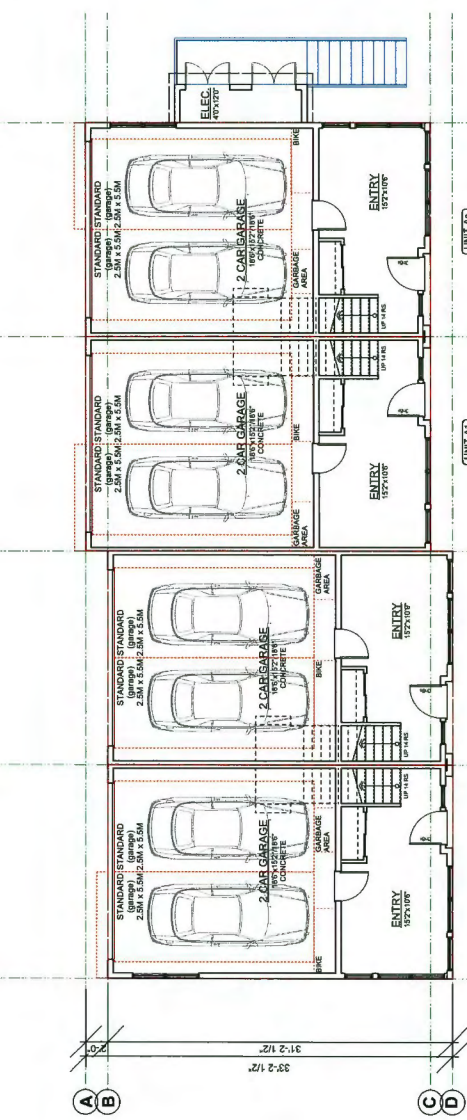 ELEC.
4'0"x12'0"
STANDARD STANDARD
(garage) (garage)
2.5M x 5.5M 2.5M x 5.5M
2 CAR GARAGE
CONCRETE
BIKE
GARBAGE
AREA
ENTRY
15'2"x10'6"
UP 14 RS
STANDARD STANDARD
(garage) (garage)
2.5M x 5.5M 2.5M x 5.5M
2 CAR GARAGE
CONCRETE
BIKE
GARBAGE
AREA
ENTRY
15'2"x10'6"
UP 14 RS
STANDARD STANDARD
(garage) (garage)
2.5M x 5.5M 2.5M x 5.5M
2 CAR GARAGE
CONCRETE
GARBAGE
AREA
BIKE
ENTRY
15'2"x10'6"
UP 14 RS
STANDARD STANDARD
(garage) (garage)
2.5M x 5.5M 2.5M x 5.5M
2 CAR GARAGE
CONCRETE
GARBAGE
AREA
BIKE
ENTRY
15'2"x10'6"
UP 14 RS
2'-0"
31'-2 1/2"
33'-2 1/2"
A
B
C
D